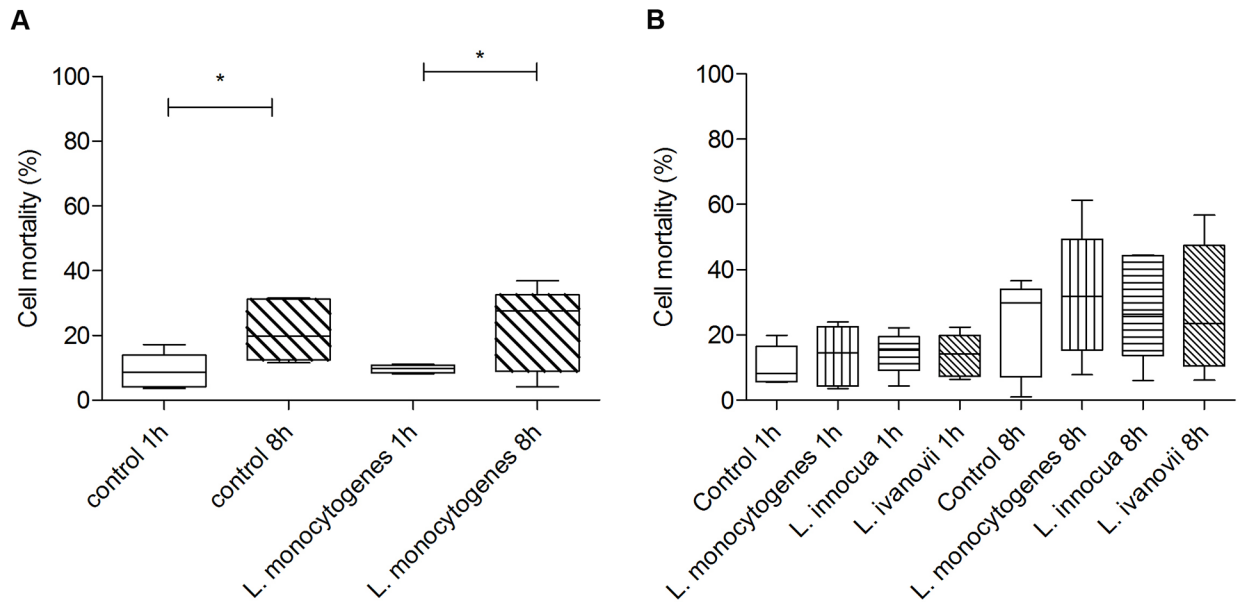 A
*
*
100
80
60
40
20
0
Cell mortality (%)
control 1h
control 8h
L. monocytogenes 1h
L. monocytogenes 8h
B
100
80
60
40
20
0
Cell mortality (%)
Control 1h
L. monocytogenes 1h
L. innocua 1h
L. ivanovii 1h
Control 8h
L. monocytogenes 8h
L. innocua 8h
L. ivanovii 8h